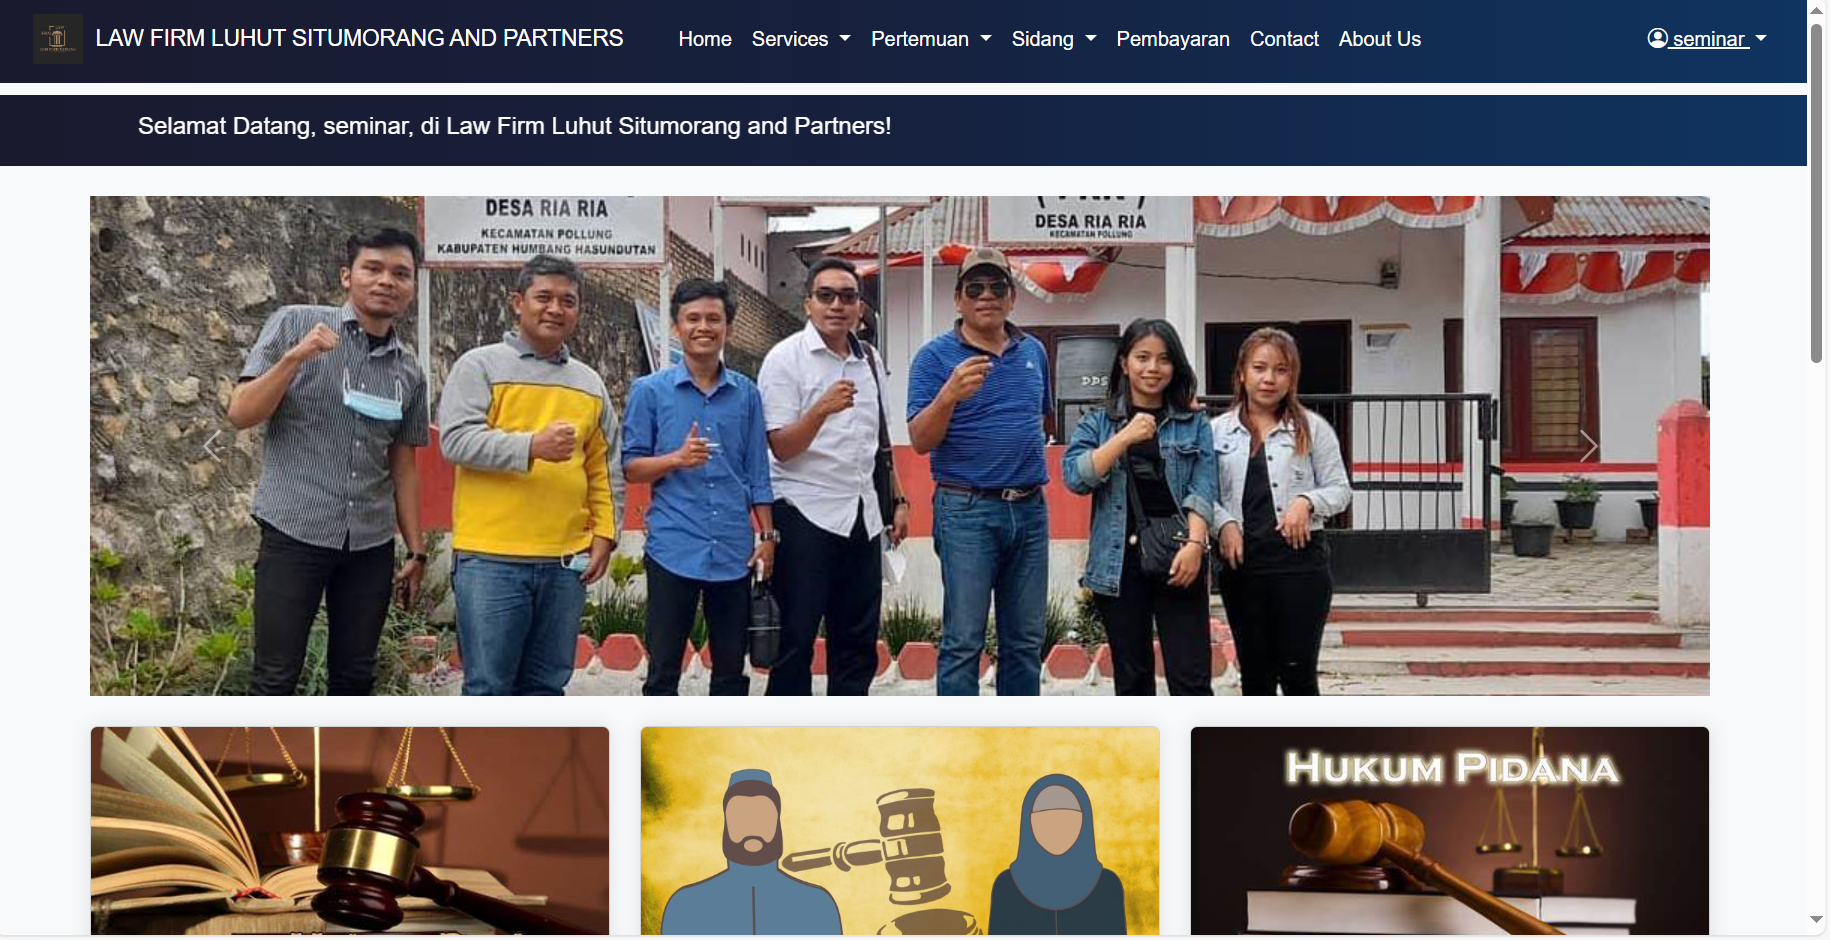 LAW FIRM LUHUT SITUMORANG AND PARTNERS
Home Services Pertemuan Sidang Pembayaran Contact About Us
seminar
Selamat Datang, seminar, di Law Firm Luhut Situmorang and Partners!
DESA RIA RIA
KECAMATAN POLLUNG
KABUPATEN HUMBANG HASUNDUTAN
DESA RIA RIA
KECAMATAN POLLUNG
DDS
HUKUM PIDANA